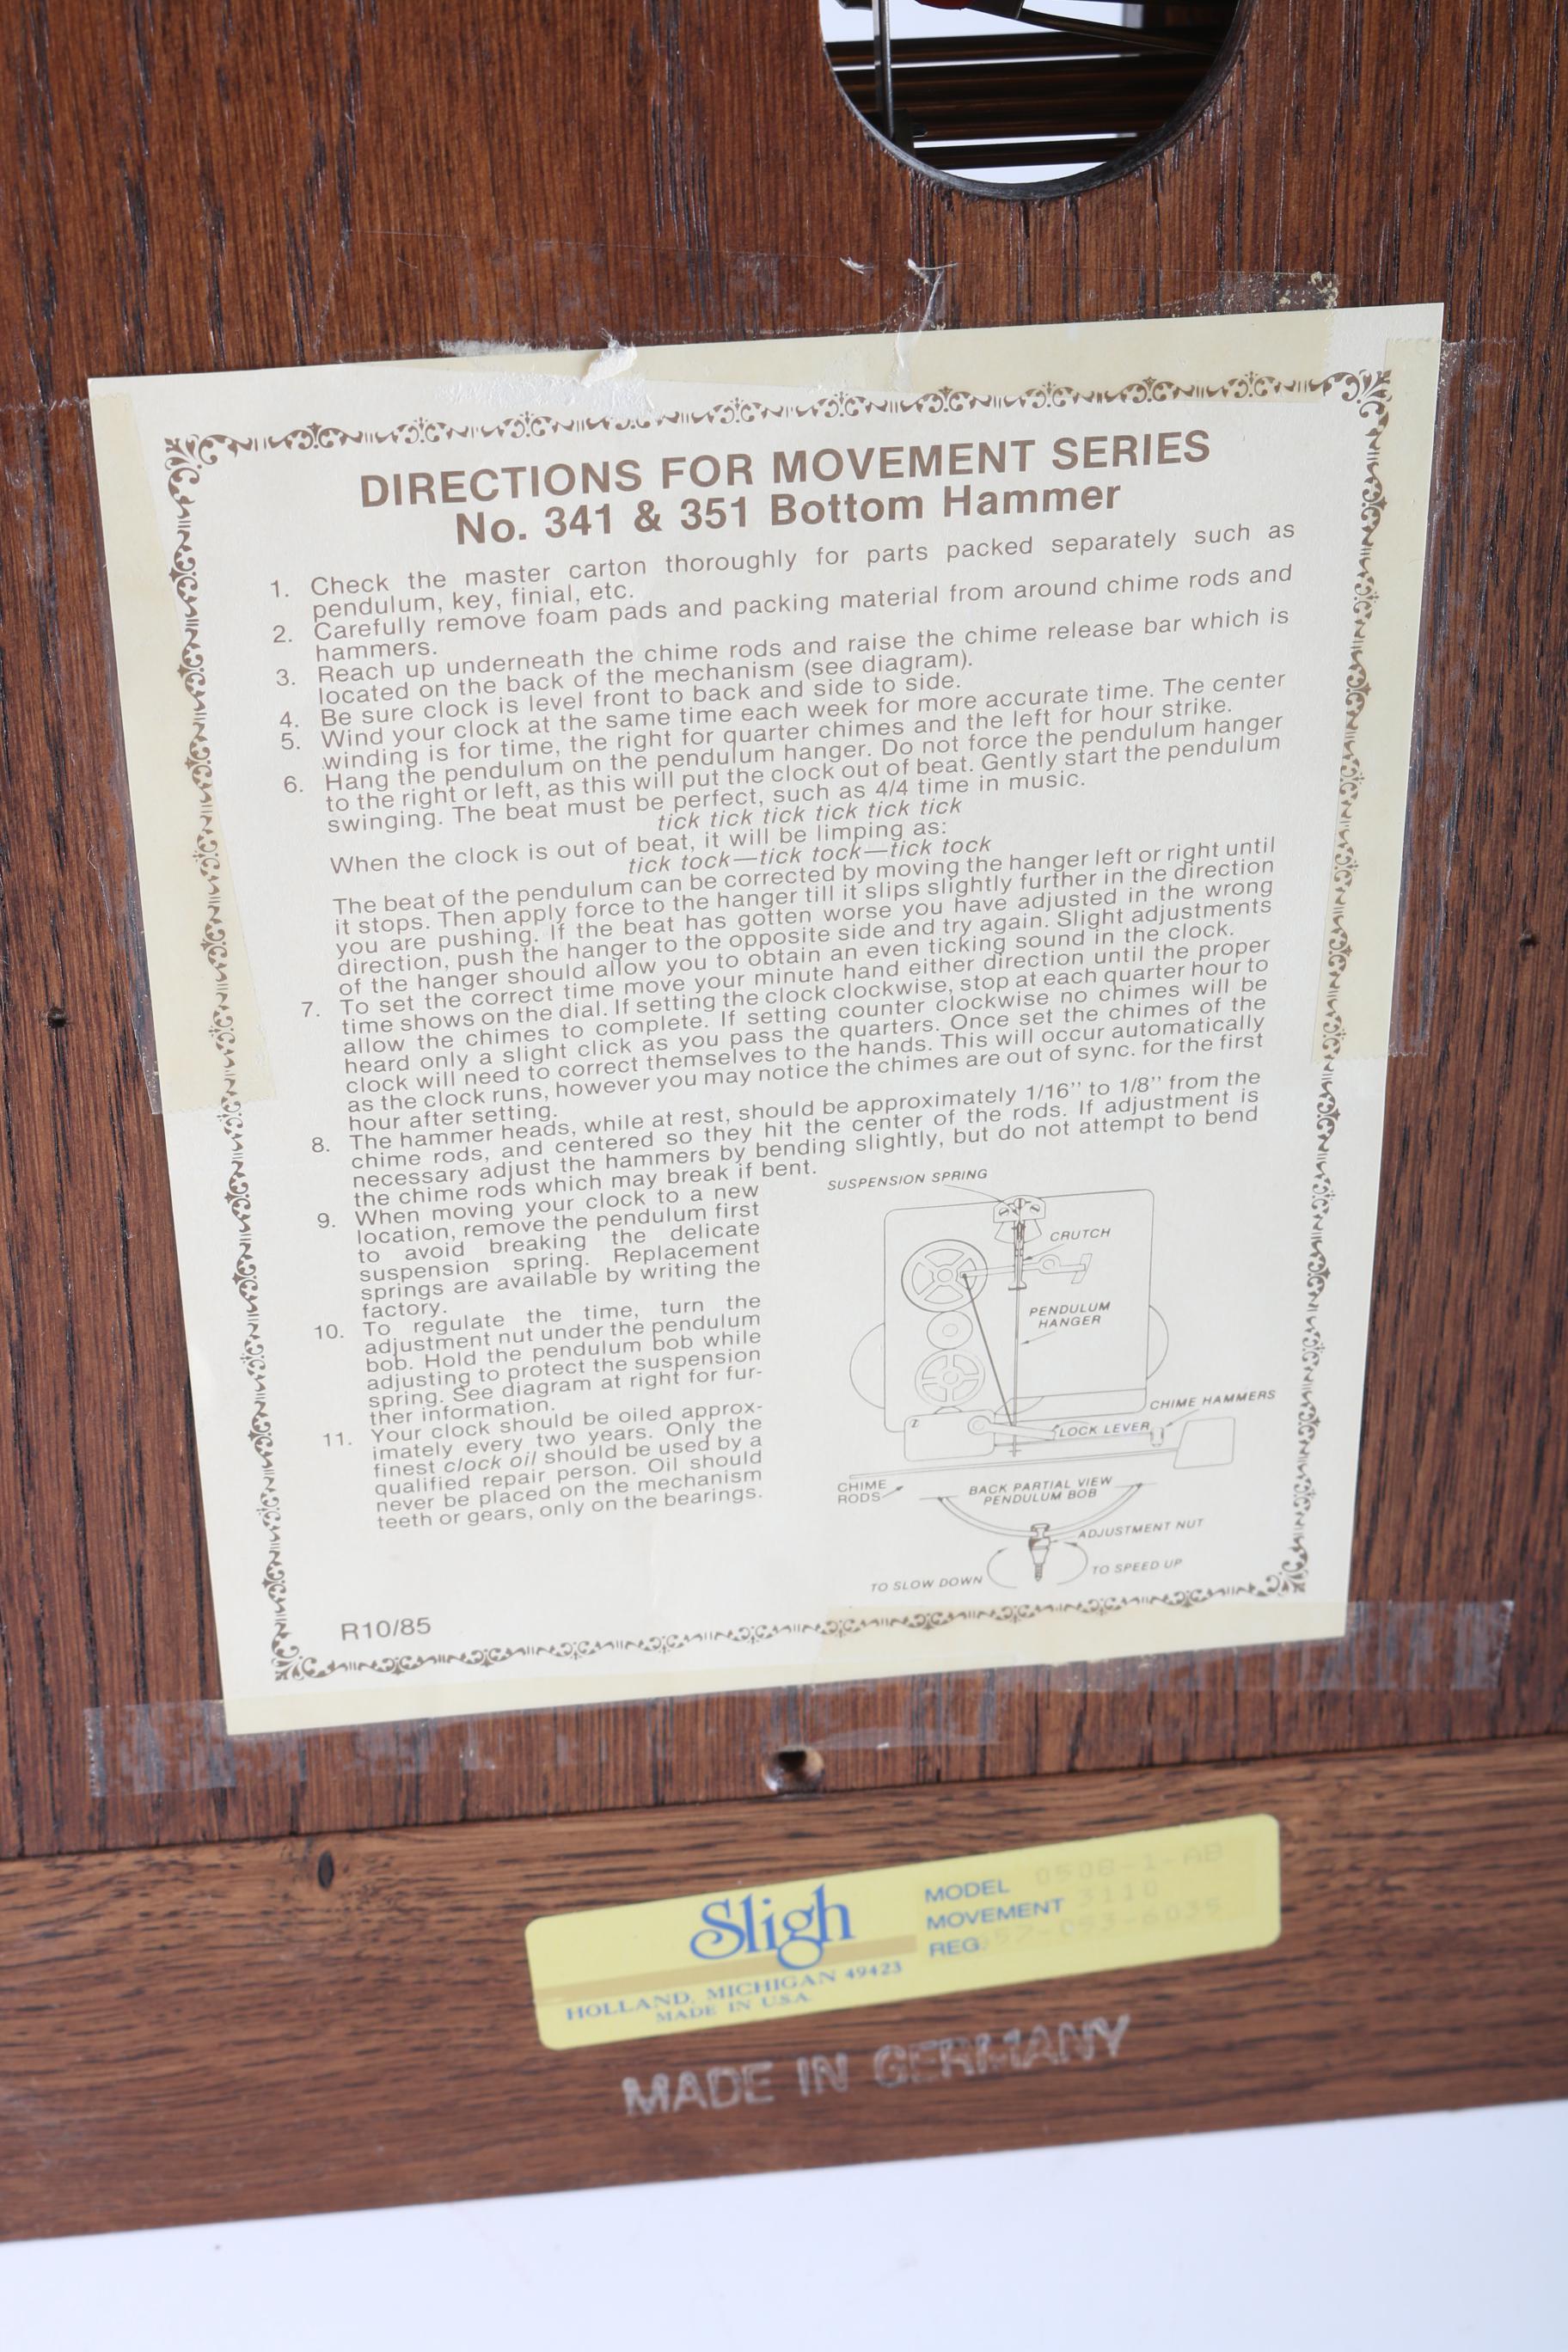 DIRECTIONS FOR MOVEMENT SERIES
No. 341 & 351 Bottom Hammer
1. Check the master carton thoroughly for parts packed separately such as
pendulum, key, finial, etc.
2. Carefully remove foam pads and packing material from around chime rods and
hammers.
3. Reach up underneath the chime rods and raise the chime release bar which is
located on the back of the mechanism (see diagram).
4. Be sure clock is level front to back and side to side.
5. Wind your clock at the same time each week for more accurate time. The center
winding is for time, the right for quarter chimes and the left for hour strike.
6. Hang the pendulum on the pendulum hanger. Do not force the pendulum hanger
to the right or left, as this will put the clock out of beat. Gently start the pendulum
swinging. The beat must be perfect, such as 4/4 time in music.
tick tick tick tick tick tick
When the clock is out of beat, it will be limping as:
tick tock—tick tock—tick tock
The beat of the pendulum can be corrected by moving the hanger left or right until
it stops. Then apply force to the hanger till it slips slightly further in the direction
you are pushing. If the beat has gotten worse you have adjusted in the wrong
direction, push the hanger to the opposite side and try again. Slight adjustments
of the hanger should allow you to obtain an even ticking sound in the clock.
7. To set the correct time move your minute hand either direction until the proper
time shows on the dial. If setting the clock clockwise, stop at each quarter hour to
allow the chimes to complete. If setting counter clockwise no chimes will be
heard only a slight click as you pass the quarters. Once set the chimes of the
clock will need to correct themselves to the hands. This will occur automatically
as the clock runs, however you may notice the chimes are out of sync. for the first
hour after setting.
8. The hammer heads, while at rest, should be approximately 1/16'' to 1/8'' from the
chime rods, and centered so they hit the center of the rods. If adjustment is
necessary adjust the hammers by bending slightly, but do not attempt to bend
the chime rods which may break if bent.
9. When moving your clock to a new
location, remove the pendulum first
to avoid breaking the delicate
suspension spring. Replacement
springs are available by writing the
factory.
10. To regulate the time, turn the
adjustment nut under the pendulum
bob. Hold the pendulum bob while
adjusting to protect the suspension
spring. See diagram at right for fur-
ther information.
11. Your clock should be oiled approx-
imately every two years. Only the
finest clock oil should be used by a
qualified repair person. Oil should
never be placed on the mechanism
teeth or gears, only on the bearings.
SUSPENSION SPRING
CRUTCH
PENDULUM
HANGER
CHIME HAMMERS
LOCK LEVER
CHIME
RODS
BACK PARTIAL VIEW
PENDULUM BOB
ADJUSTMENT NUT
TO SLOW DOWN
TO SPEED UP
R10/85
Sligh
HOLLAND, MICHIGAN 49423
MADE IN U.S.A.
MODEL 0508-1-AB
MOVEMENT 3110
REG.
MADE IN GERMANY